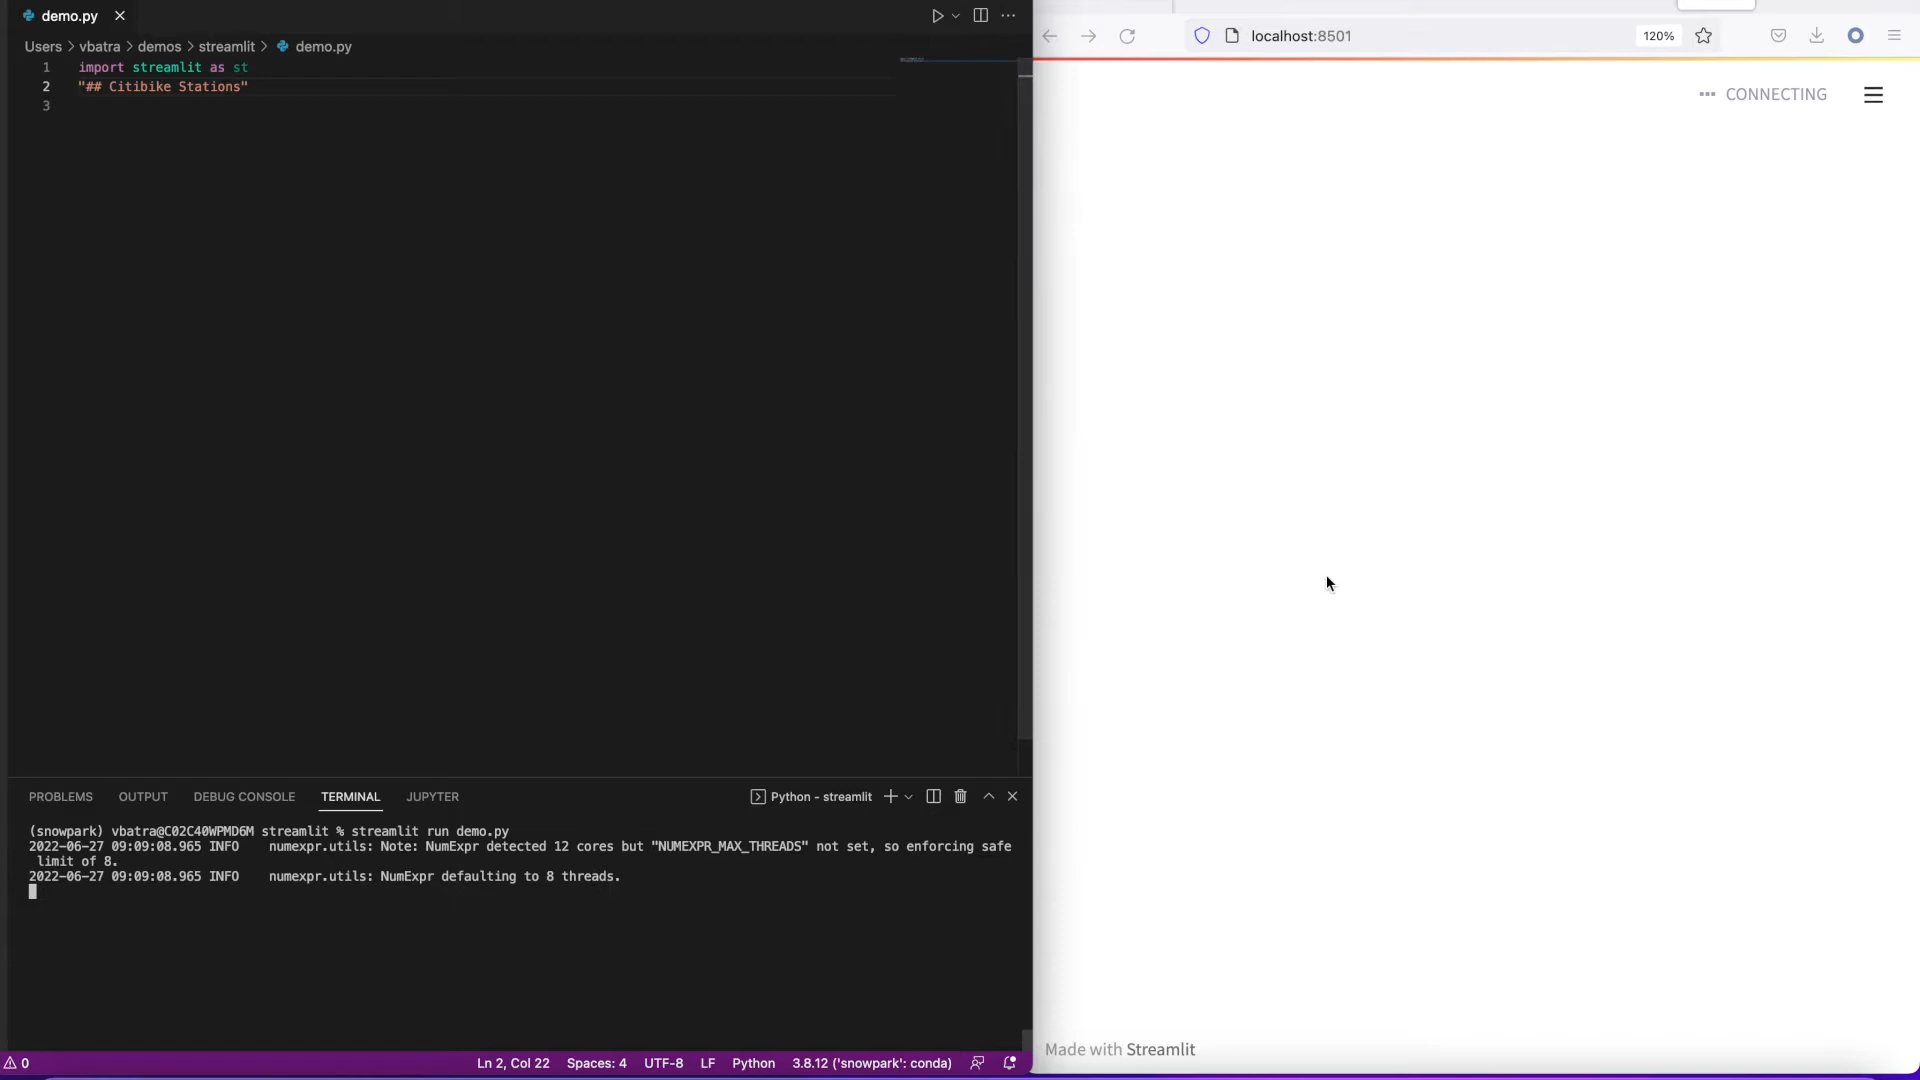 demo.py
Users > vbatra > demos > streamlit > demo.py
1 import streamlit as st
2 "## Citibike Stations"
3
PROBLEMS OUTPUT DEBUG CONSOLE TERMINAL JUPYTER Python - streamlit
(snowpark) vbatra@C02C40WPMD6M streamlit % streamlit run demo.py
2022-06-27 09:09:08.965 INFO numexpr.utils: Note: NumExpr detected 12 cores but "NUMEXPR_MAX_THREADS" not set, so enforcing safe
limit of 8.
2022-06-27 09:09:08.965 INFO numexpr.utils: NumExpr defaulting to 8 threads.
0 Ln 2, Col 22 Spaces: 4 UTF-8 LF Python 3.8.12 ('snowpark': conda)
localhost:8501 120%
CONNECTING
Made with Streamlit